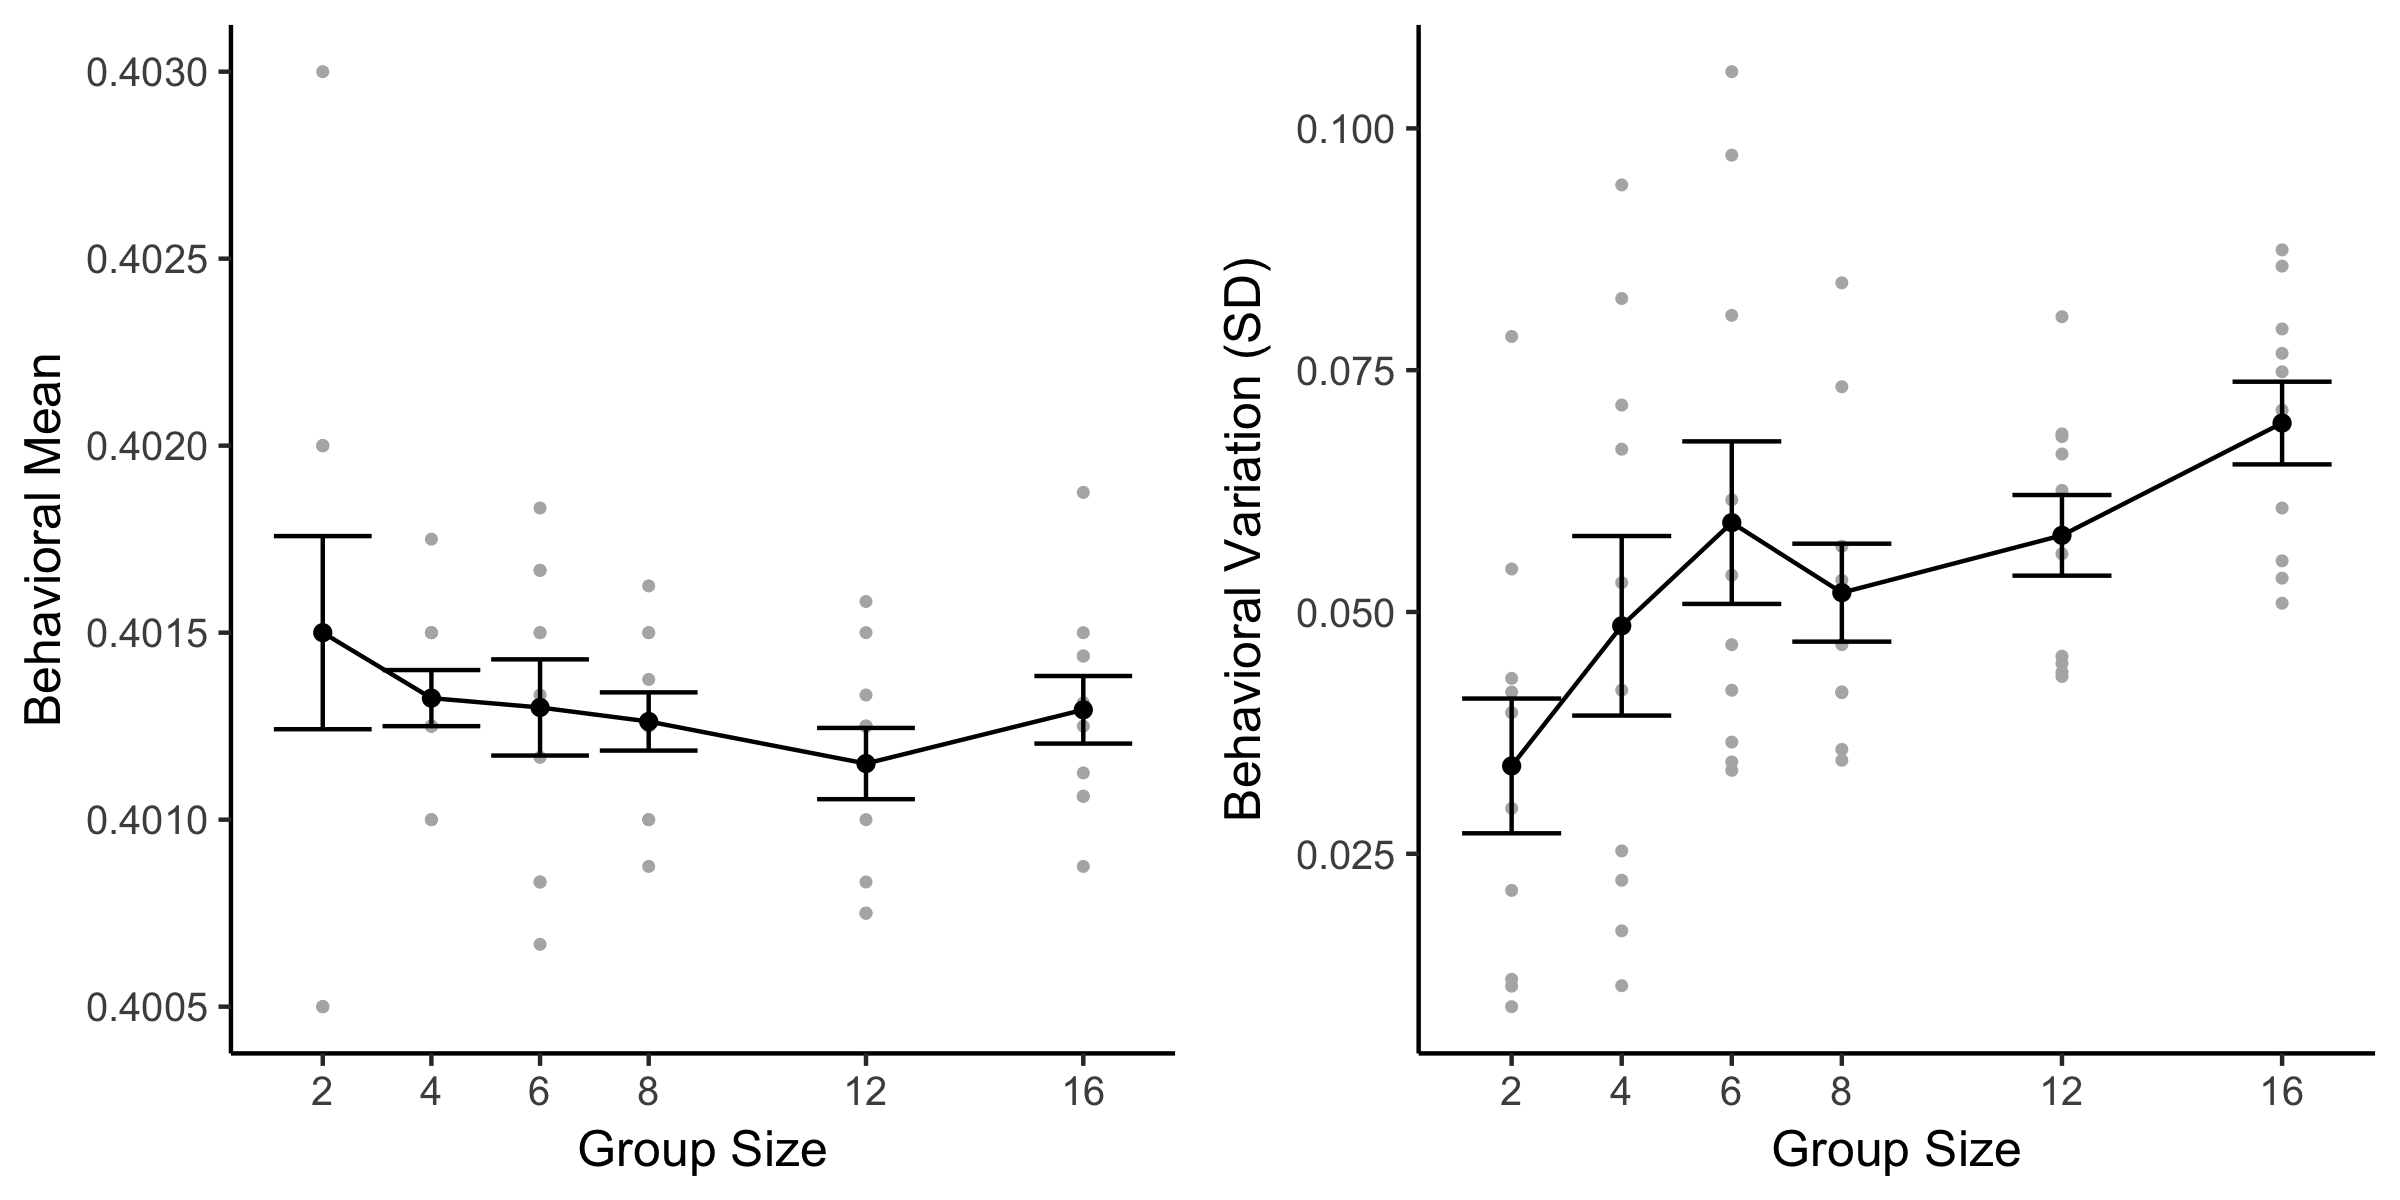 Behavioral Mean
0.4030
0.4025
0.4020
0.4015
0.4010
0.4005
2 4 6 8 12 16
Group Size
Behavioral Variation (SD)
0.100
0.075
0.050
0.025
2 4 6 8 12 16
Group Size